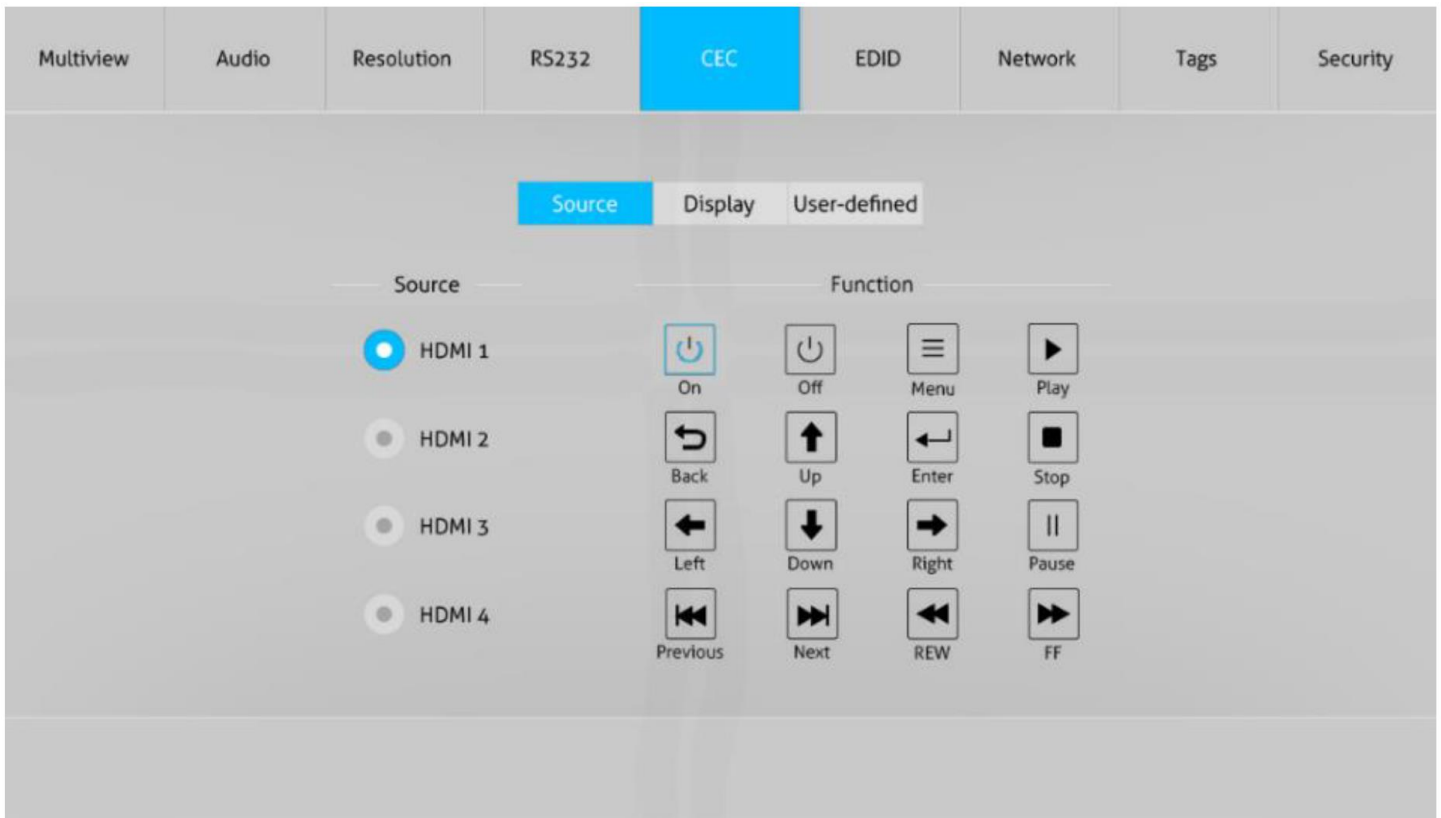 Multiview Audio Resolution RS232 CEC EDID Network Tags Security
Source Display User-defined
Source Function
HDMI 1
On Off Menu Play
HDMI 2
Back Up Enter Stop
HDMI 3
Left Down Right Pause
HDMI 4
Previous Next REW FF